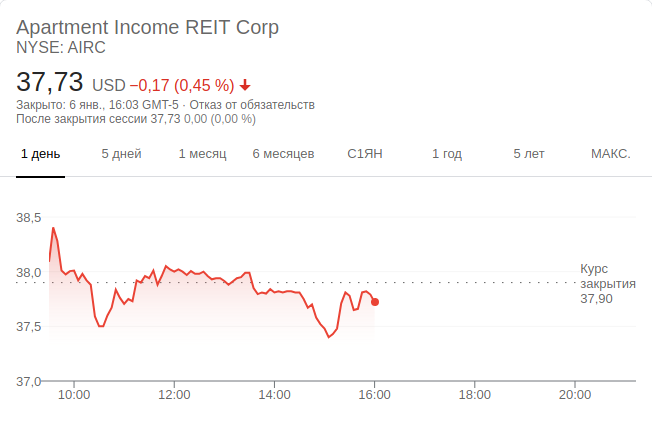 Apartment Income REIT Corp
NYSE: AIRC
37,73 USD −0,17 (0,45 %)
Закрыто: 6 янв., 16:03 GMT-5 · Отказ от обязательств
После закрытия сессии 37,73 0,00 (0,00 %)
1 день 5 дней 1 месяц 6 месяцев С1ЯН 1 год 5 лет МАКС.
38,5
38,0
37,5
37,0
Курс
закрытия
37,90
10:00 12:00 14:00 16:00 18:00 20:00